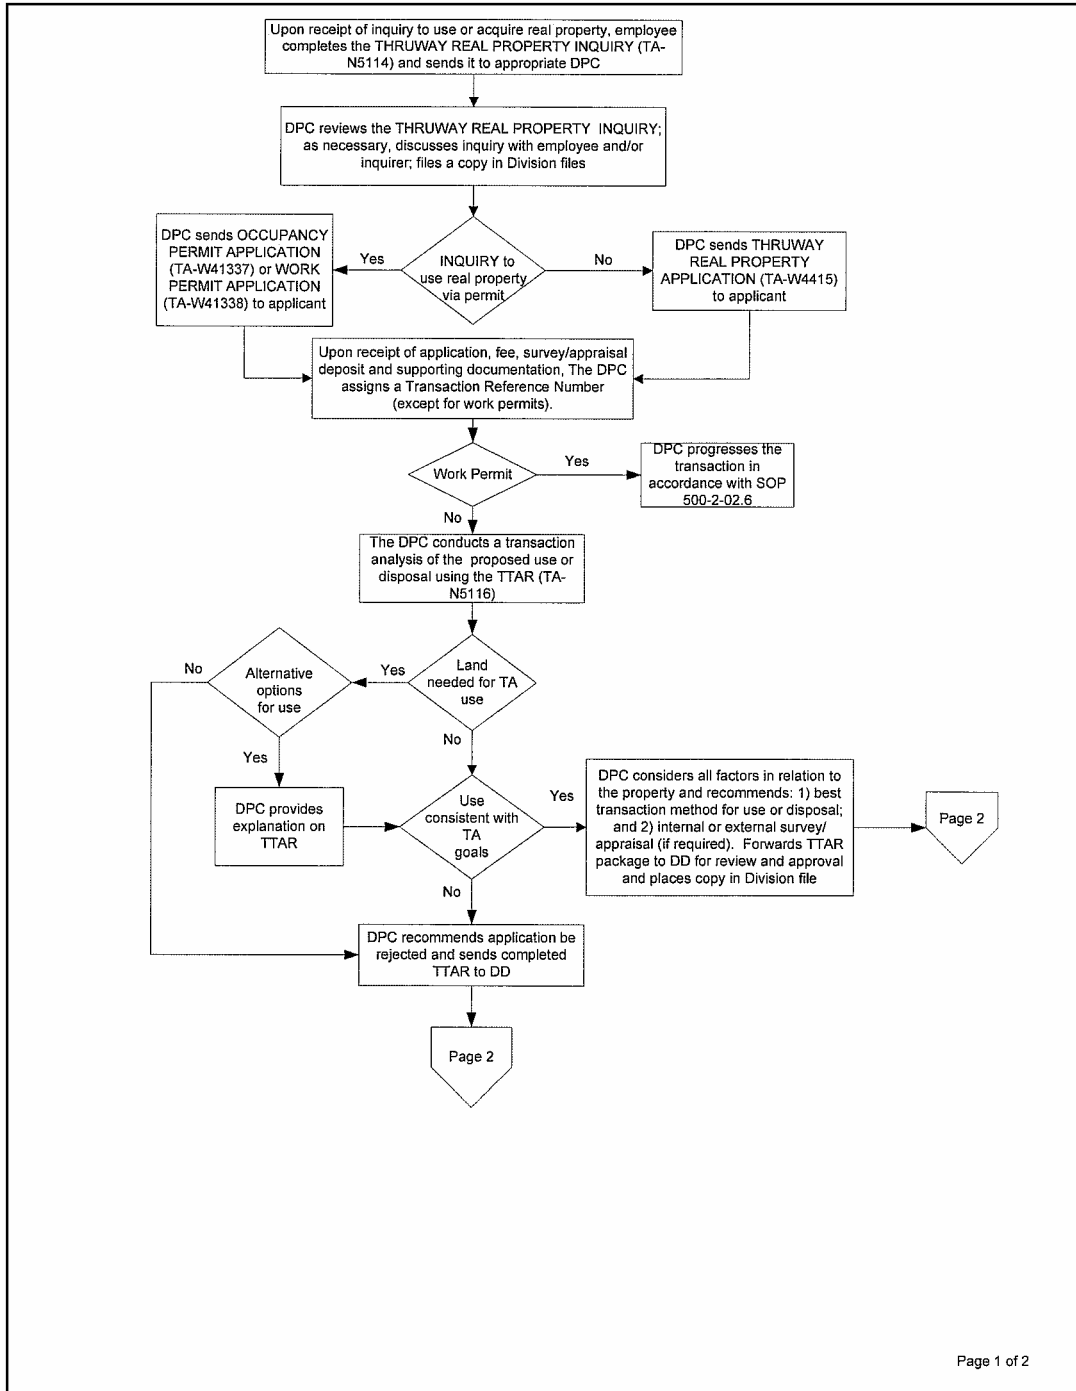 Upon receipt of inquiry to use or acquire real property, employee
completes the THRUWAY REAL PROPERTY INQUIRY (TA-
N5114) and sends it to appropriate DPC
DPC reviews the THRUWAY REAL PROPERTY INQUIRY;
as necessary, discusses inquiry with employee and/or
inquirer; files a copy in Division files
DPC sends OCCUPANCY
PERMIT APPLICATION
(TA-W41337) or WORK
PERMIT APPLICATION
(TA-W41338) to applicant
Yes
INQUIRY to
use real property
via permit
No
DPC sends THRUWAY
REAL PROPERTY
APPLICATION (TA-W4415)
to applicant
Upon receipt of application, fee, survey/appraisal
deposit and supporting documentation, The DPC
assigns a Transaction Reference Number
(except for work permits).
Work Permit
Yes
DPC progresses the
transaction in
accordance with SOP
500-2-02.6
No
The DPC conducts a transaction
analysis of the proposed use or
disposal using the TTAR (TA-
N5116)
No
Alternative
options
for use
Yes
Land
needed for TA
use
No
Yes
DPC provides
explanation on
TTAR
Use
consistent with
TA
goals
Yes
DPC considers all factors in relation to
the property and recommends: 1) best
transaction method for use or disposal;
and 2) internal or external survey/
appraisal (if required). Forwards TTAR
package to DD for review and approval
and places copy in Division file
Page 2
No
DPC recommends application be
rejected and sends completed
TTAR to DD
Page 2
Page 1 of 2